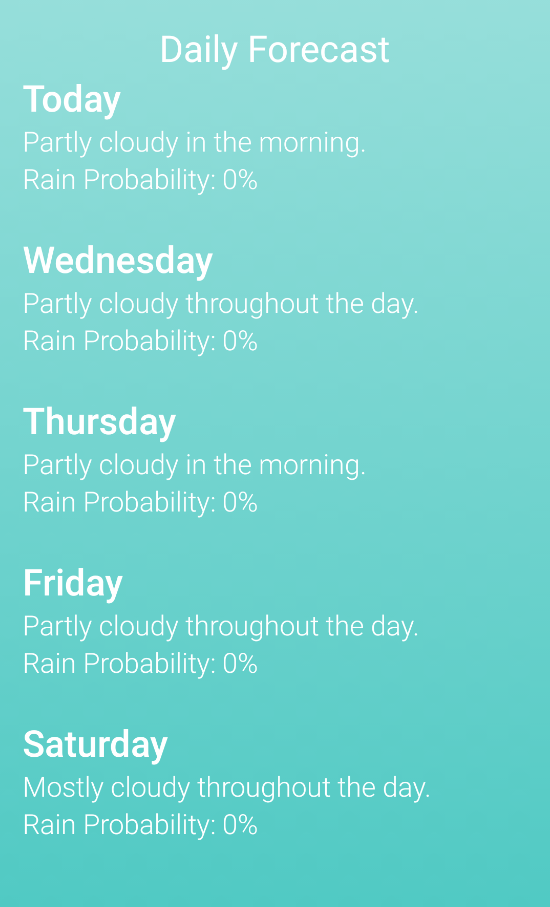 Daily Forecast
Today
Partly cloudy in the morning.
Rain Probability: 0%
Wednesday
Partly cloudy throughout the day.
Rain Probability: 0%
Thursday
Partly cloudy in the morning.
Rain Probability: 0%
Friday
Partly cloudy throughout the day.
Rain Probability: 0%
Saturday
Mostly cloudy throughout the day.
Rain Probability: 0%